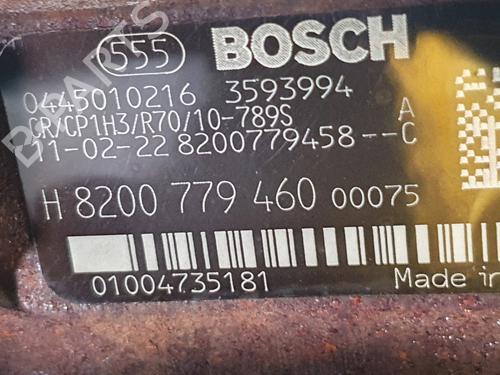 555 BOSCH
0445010216 3593994
CR/CP1H3/R70/10-789S A
11-02-22 8200779458--C
H 8200 779 460 00075
01004735181 Made in